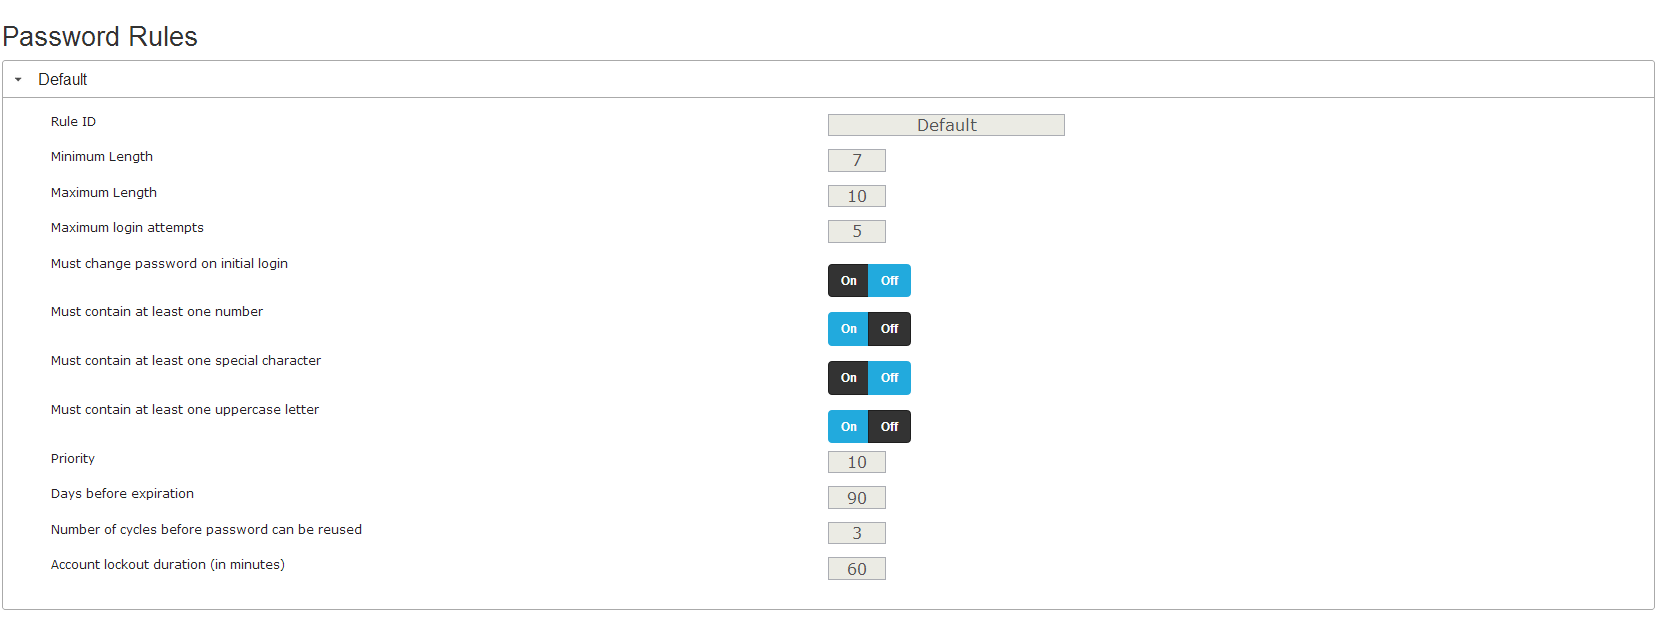 Password Rules
Default
Rule ID Default
Minimum Length 7
Maximum Length 10
Maximum login attempts 5
Must change password on initial login On Off
Must contain at least one number On Off
Must contain at least one special character On Off
Must contain at least one uppercase letter On Off
Priority 10
Days before expiration 90
Number of cycles before password can be reused 3
Account lockout duration (in minutes) 60